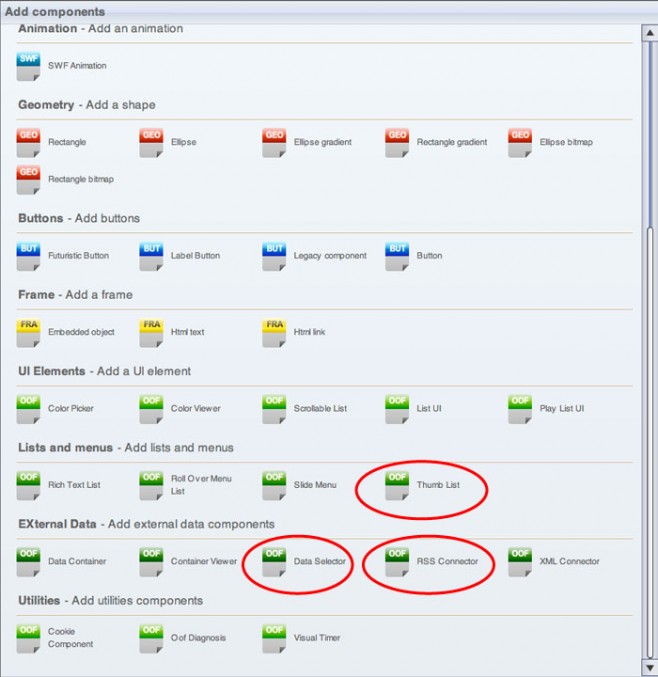 Add components
Animation - Add an animation
SWF SWF Animation
Geometry - Add a shape
GEO Rectangle GEO Ellipse GEO Ellipse gradient GEO Rectangle gradient GEO Ellipse bitmap
GEO Rectangle bitmap
Buttons - Add buttons
BUT Futuristic Button BUT Label Button BUT Legacy component BUT Button
Frame - Add a frame
FRA Embedded object FRA Html text FRA Html link
UI Elements - Add a UI element
OOF Color Picker OOF Color Viewer OOF Scrollable List OOF List UI OOF Play List UI
Lists and menus - Add lists and menus
OOF Rich Text List OOF Roll Over Menu List OOF Slide Menu OOF Thumb List
EXternal Data - Add external data components
OOF Data Container OOF Container Viewer OOF Data Selector OOF RSS Connector OOF XML Connector
Utilities - Add utilities components
OOF Cookie Component OOF Oof Diagnosis OOF Visual Timer